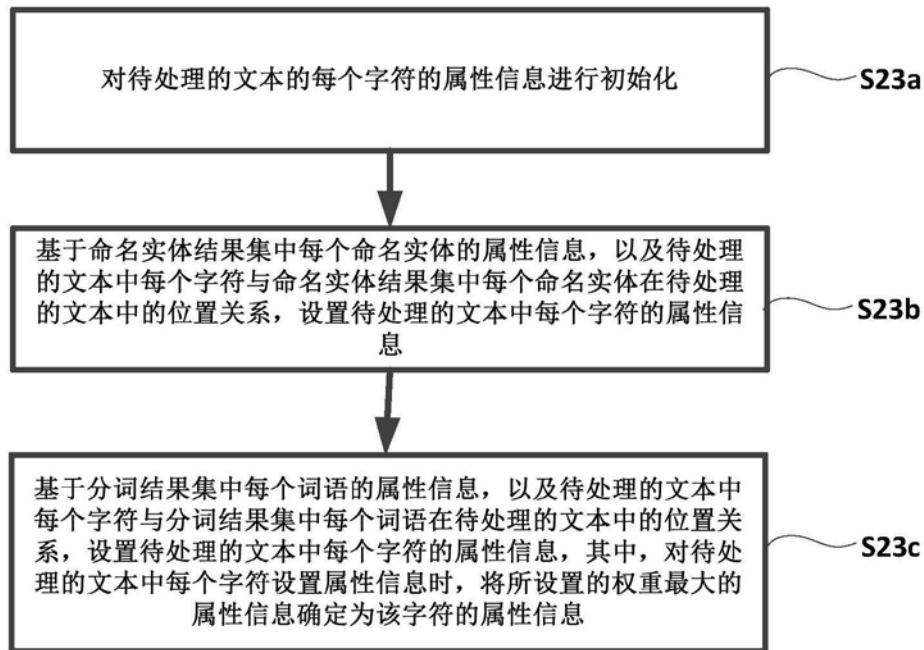 对待处理的文本的每个字符的属性信息进行初始化
S23a
基于命名实体结果集中每个命名实体的属性信息，以及待处理
的文本中每个字符与命名实体结果集中每个命名实体在待处理
的文本中的位置关系，设置待处理的文本中每个字符的属性信
息
S23b
基于分词结果集中每个词语的属性信息，以及待处理的文本中
每个字符与分词结果集中每个词语在待处理的文本中的位置关
系，设置待处理的文本中每个字符的属性信息，其中，对待处
理的文本中每个字符设置属性信息时，将所设置的权重最大的
属性信息确定为该字符的属性信息
S23c